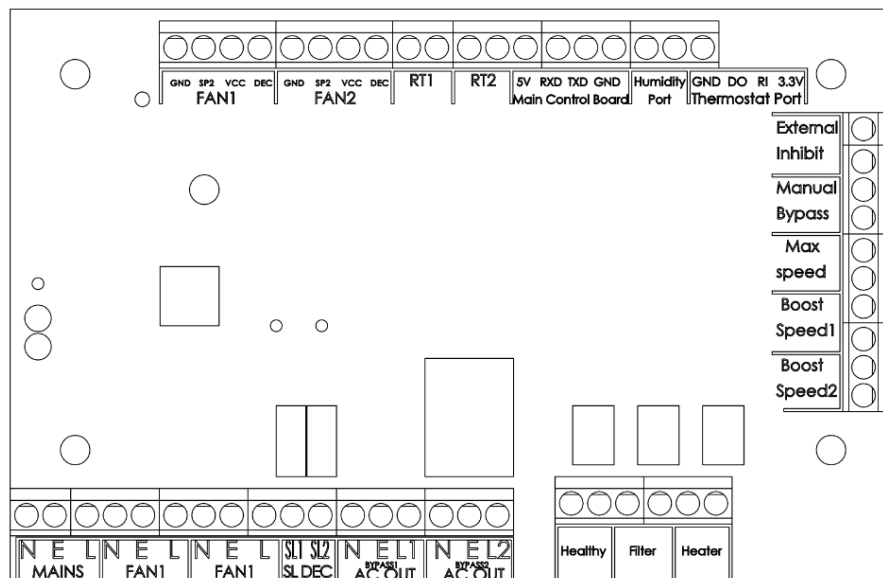 GND SP2 VCC DEC GND SP2 VCC DEC RT1 RT2 5V RXD TXD GND Humidity GND DO RI 3.3V
FAN1 FAN2 Main Control Board Port Thermostat Port
External
Inhibit
Manual
Bypass
Max
speed
Boost
Speed1
Boost
Speed2
N E L N E L N E L SL1 SL2 N E L1 N E L2
MAINS FAN1 FAN1 SL DEC BYPASS1 AC OUT BYPASS2 AC OUT
Healthy Filter Heater